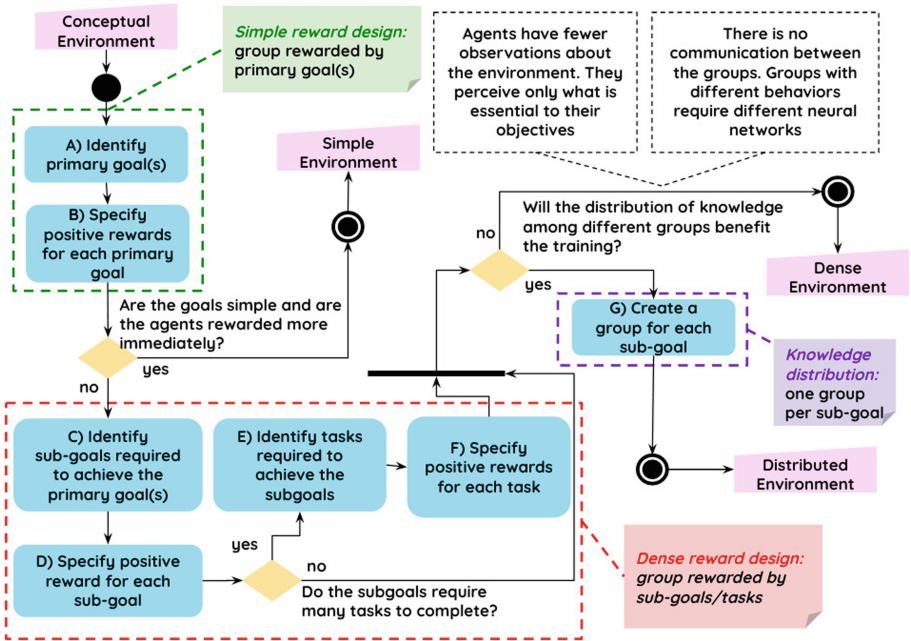 Conceptual
Environment
Simple reward design:
group rewarded by
primary goal(s)
Agents have fewer
observations about
the environment. They
perceive only what is
essential to their
objectives
There is no
communication between
the groups. Groups with
different behaviors
require different neural
networks
A) Identify
primary goal(s)
Simple
Environment
B) Specify
positive rewards
for each primary
goal
Will the distribution of knowledge
among different groups benefit
the training?
no
yes
Dense
Environment
Are the goals simple and are
the agents rewarded more
immediately?
yes
no
G) Create a
group for each
sub-goal
Knowledge
distribution:
one group
per sub-goal
C) Identify
sub-goals required
to achieve the
primary goal(s)
E) Identify tasks
required to
achieve the
subgoals
F) Specify
positive rewards
for each task
Distributed
Environment
D) Specify positive
reward for each
sub-goal
yes
no
Do the subgoals require
many tasks to complete?
Dense reward design:
group rewarded by
sub-goals/tasks